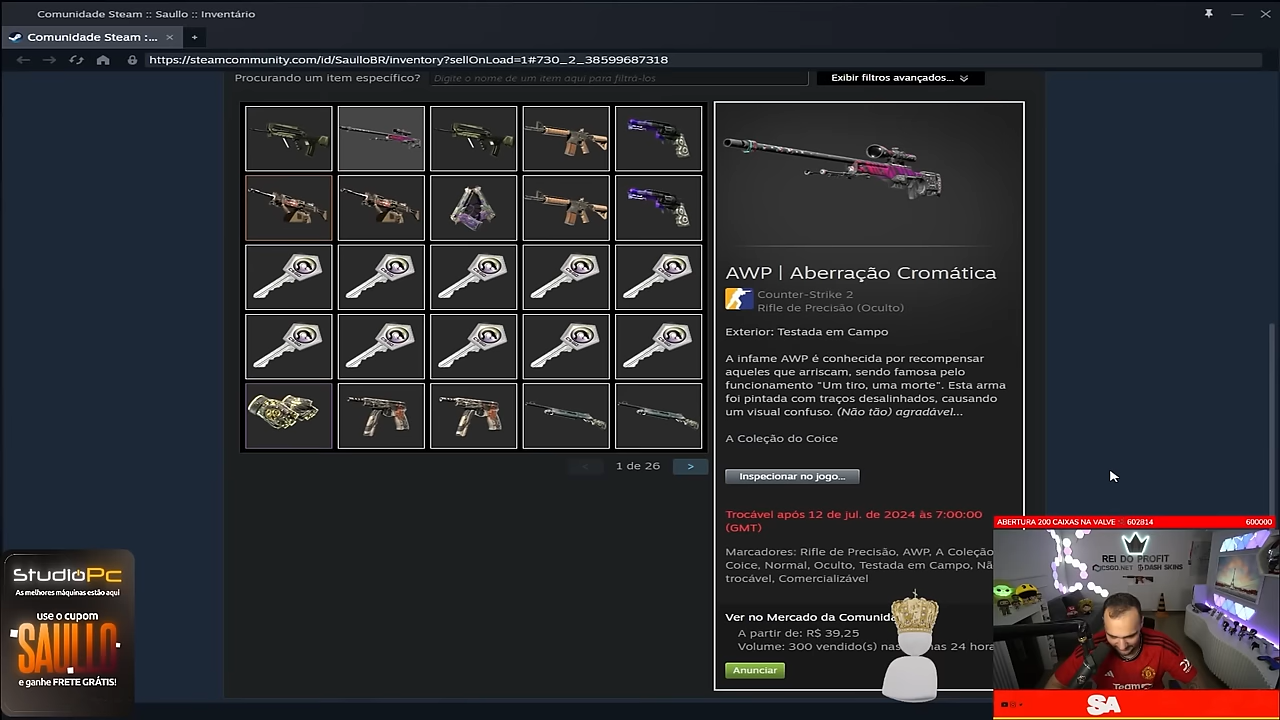 Comunidade Steam :: Saullo :: Inventário
Comunidade Steam :...
https://steamcommunity.com/id/SaulloBR/inventory?sellOnLoad=1#730_2_38599687318
Procurando um item específico?
Digite o nome de um item aqui para filtrá-los
Exibir filtros avançados...
AWP | Aberração Cromática
Counter-Strike 2
Rifle de Precisão (Oculto)
Exterior: Testada em Campo
A infame AWP é conhecida por recompensar
aqueles que arriscam, sendo famosa pelo
funcionamento "Um tiro, uma morte". Esta arma
foi pintada com traços desalinhados, causando
um visual confuso. (Não tão) agradável...
A Coleção do Coice
1 de 26
Inspecionar no jogo...
Trocável após 12 de jul. de 2024 às 7:00:00
(GMT)
Marcadores: Rifle de Precisão, AWP, A Coleção
Coice, Normal, Oculto, Testada em Campo, Nã
trocável, Comercializável
Ver no Mercado da Comunida
A partir de: R$ 39,25
Volume: 300 vendido(s) nas
mas 24 hora
Anunciar
STUDIOPC
As melhores máquinas estão aqui
use o cupom
SAULLO
e ganhe FRETE GRÁTIS!
ABERTURA 200 CAIXAS NA VALVE
602814
600000
REI DO PROFIT
CSGO.NET
DASH SKINS
SA